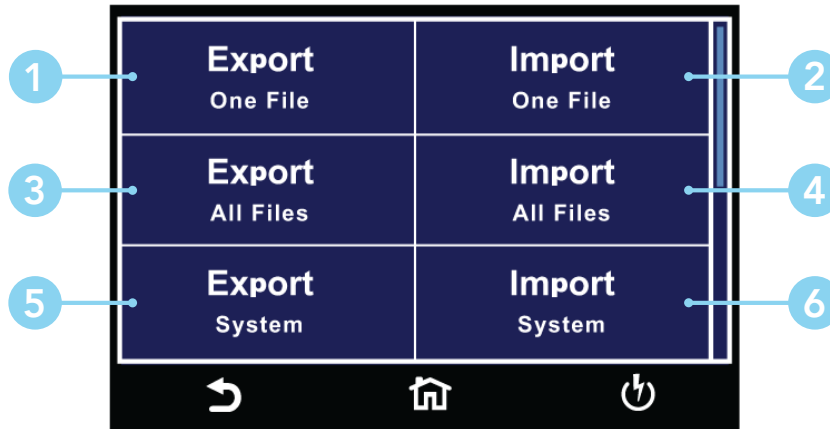 1
Export
One File
Import
One File
2
3
Export
All Files
Import
All Files
4
5
Export
System
Import
System
6